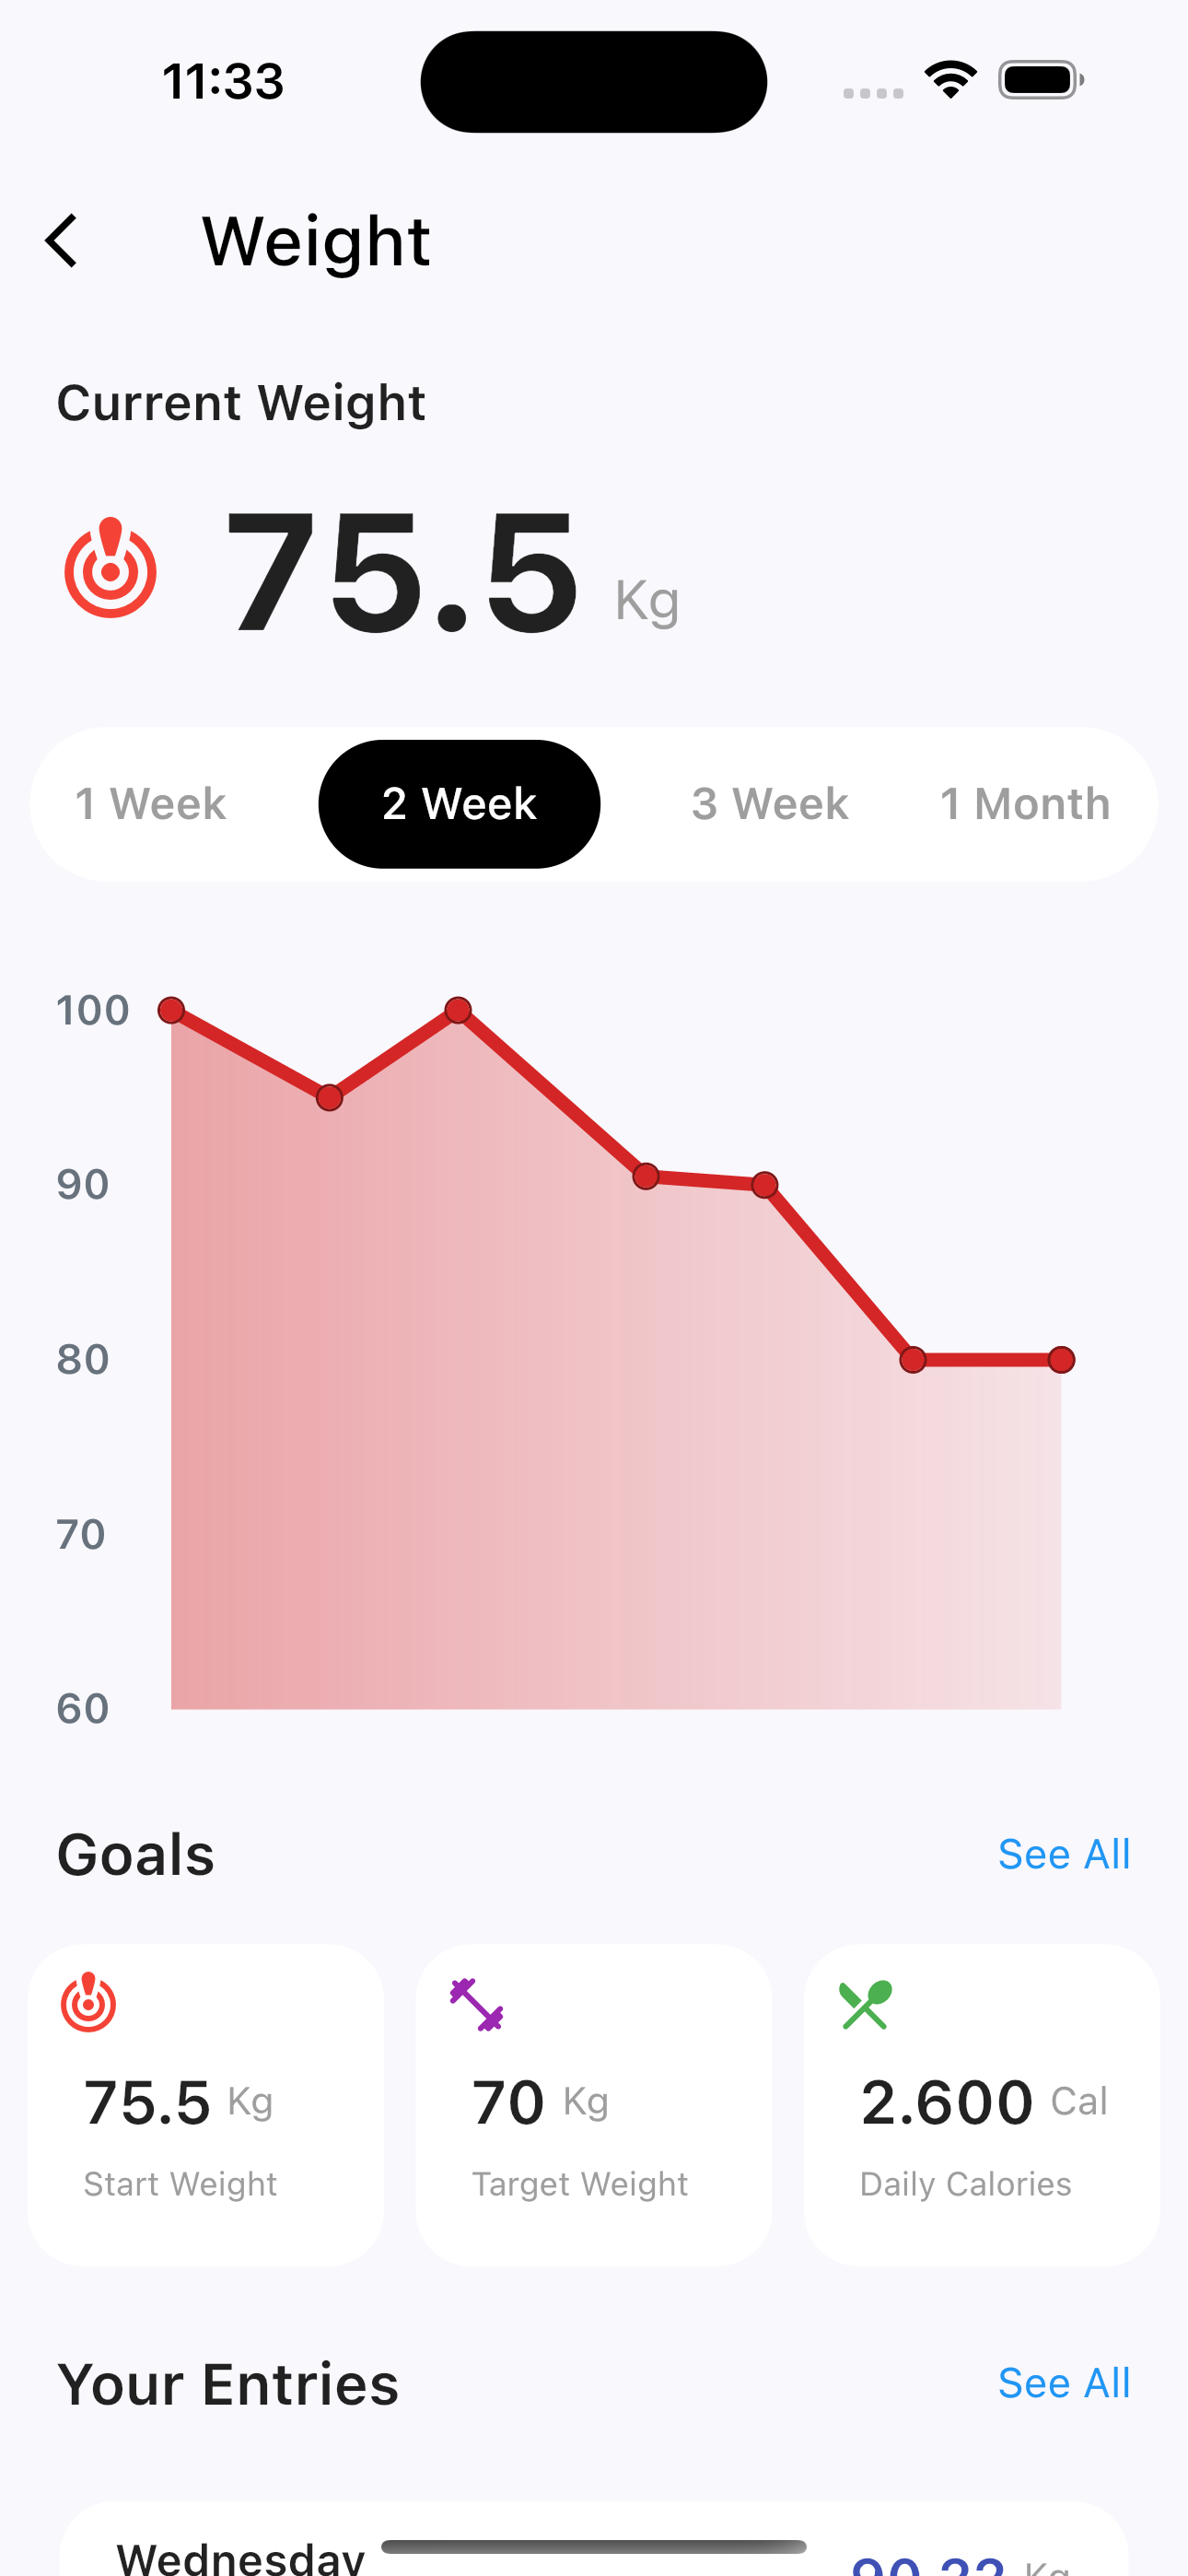 11:33
Weight
Current Weight
75.5 Kg
1 Week 2 Week 3 Week 1 Month
100
90
80
70
60
Goals See All
75.5 Kg 70 Kg 2.600 Cal
Start Weight Target Weight Daily Calories
Your Entries See All
Wednesday